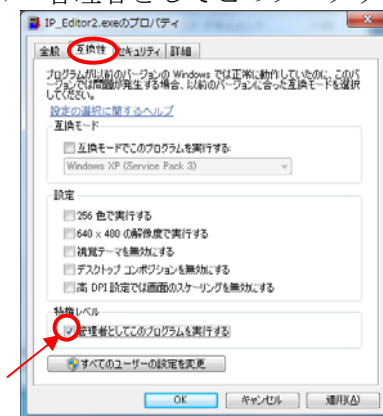 IP_Editor2.exeのプロパティ
全般 互換性 セキュリティ 詳細
プログラムが以前のバージョンの Windows では正常に動作していたのに、このバ
ージョンでは問題が発生する場合、以前のバージョンに合った互換モードを選択
してください。
設定の選択に関するヘルプ
互換モード
互換モードでこのプログラムを実行する:
Windows XP (Service Pack 3)
設定
256 色で実行する
640 × 480 の解像度で実行する
視覚テーマを無効にする
デスクトップ コンポジションを無効にする
高 DPI 設定では画面のスケーリングを無効にする
特権レベル
管理者としてこのプログラムを実行する
すべてのユーザーの設定を変更
OK キャンセル 適用(A)